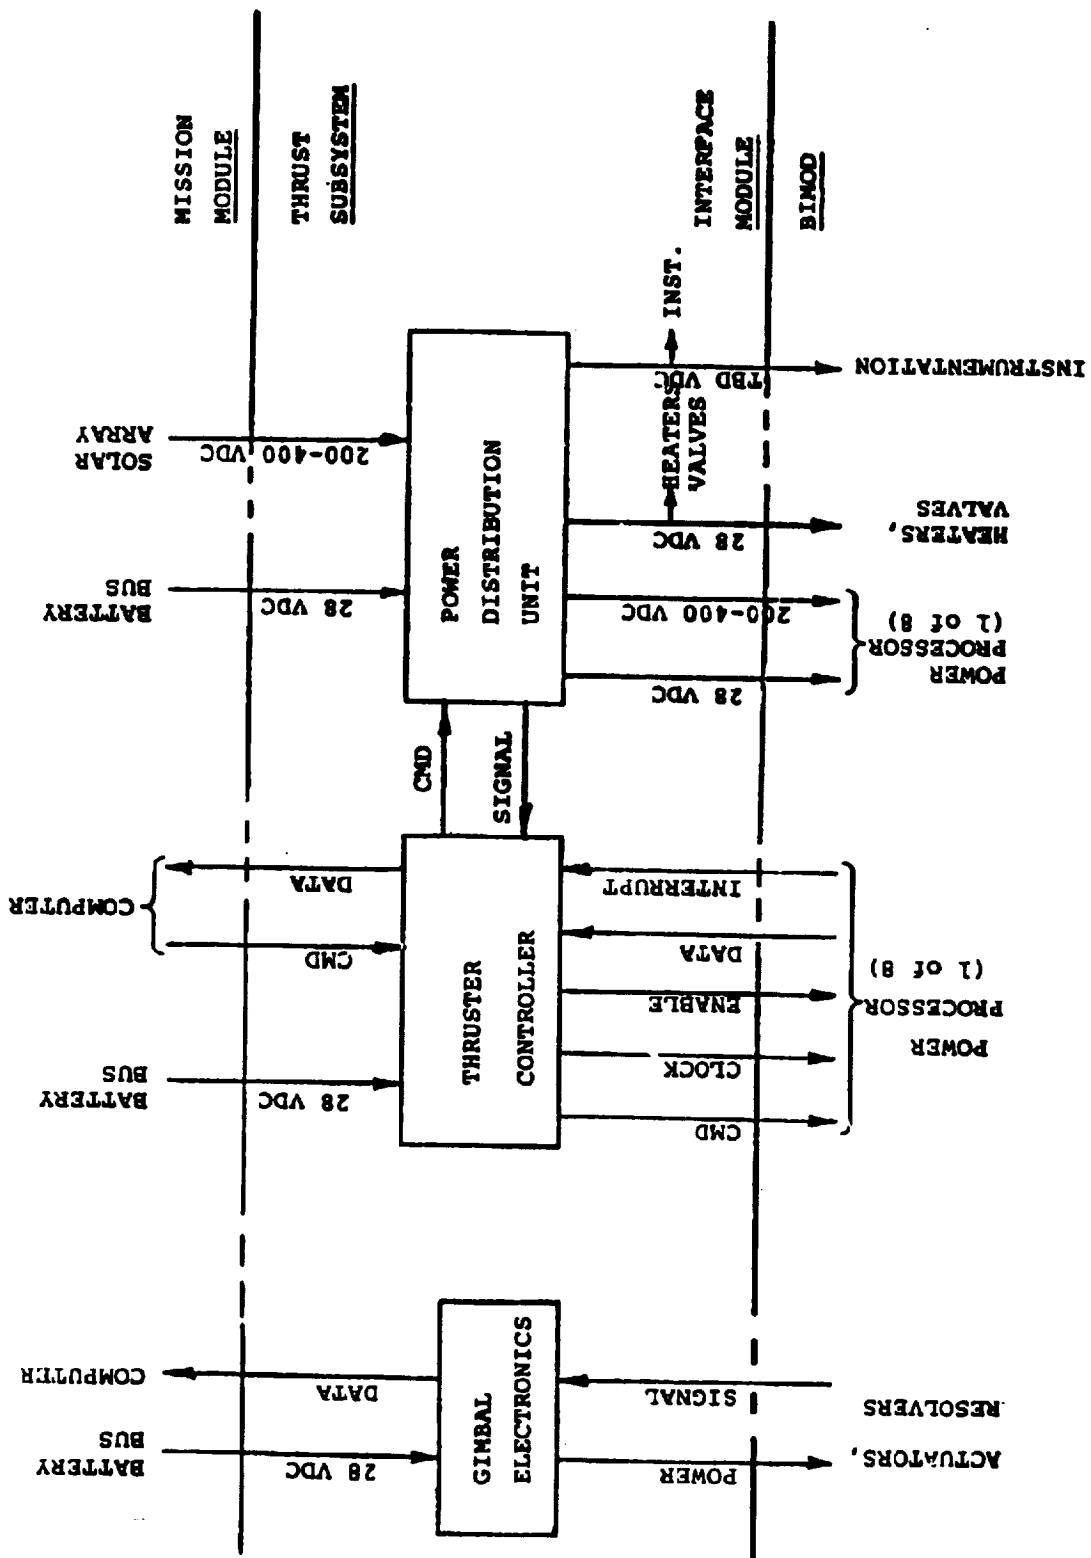 MISSION
MODULE
THRUST
SUBSYSTEM
INTERFACE
MODULE
BIMOD
SOLAR
ARRAY
200-400 VDC
BATTERY
BUS
28 VDC
POWER
DISTRIBUTION
UNIT
TBD VDC
INST.
INSTRUMENTATION
28 VDC
HEATERS
VALVES
HEATERS,
VALVES
200-400 VDC
28 VDC
POWER
PROCESSOR
(1 of 8)
CMD
SIGNAL
COMPUTER
DATA
CMD
BATTERY
BUS
28 VDC
THRUSTER
CONTROLLER
INTERRUPT
DATA
ENABLE
CLOCK
CMD
POWER
PROCESSOR
(1 of 8)
COMPUTER
DATA
BATTERY
BUS
28 VDC
GIMBAL
ELECTRONICS
SIGNAL
POWER
ACTUATORS,
RESOLVERS